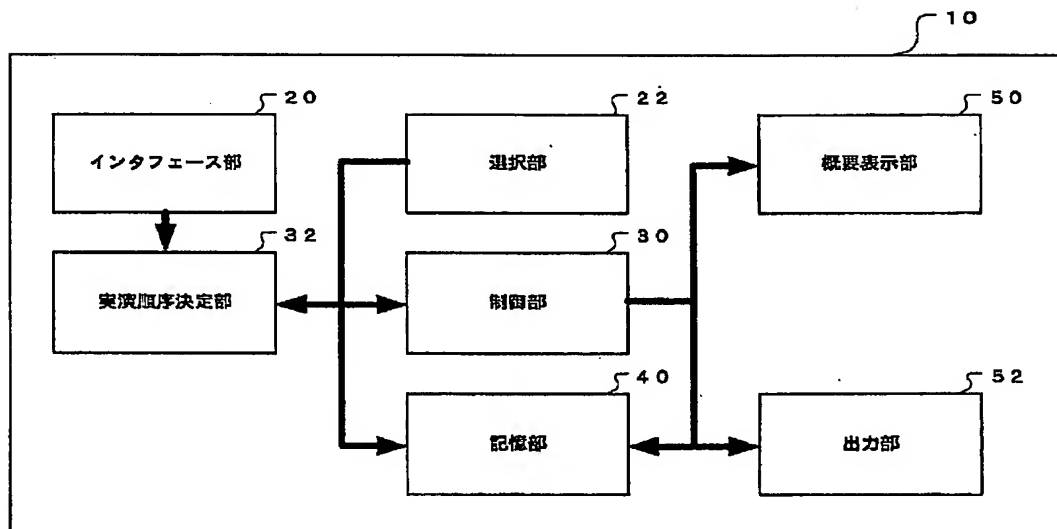 10
20
22
50
インタフェース部
選択部
概要表示部
32
30
実演順序決定部
制御部
40
52
記憶部
出力部